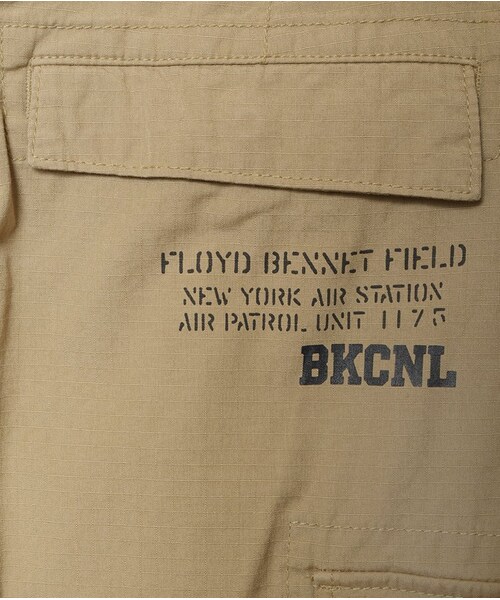 FLOYD BENNET FIELD
NEW YORK AIR STATION
AIR PATROL UNIT 1175
BKCNL